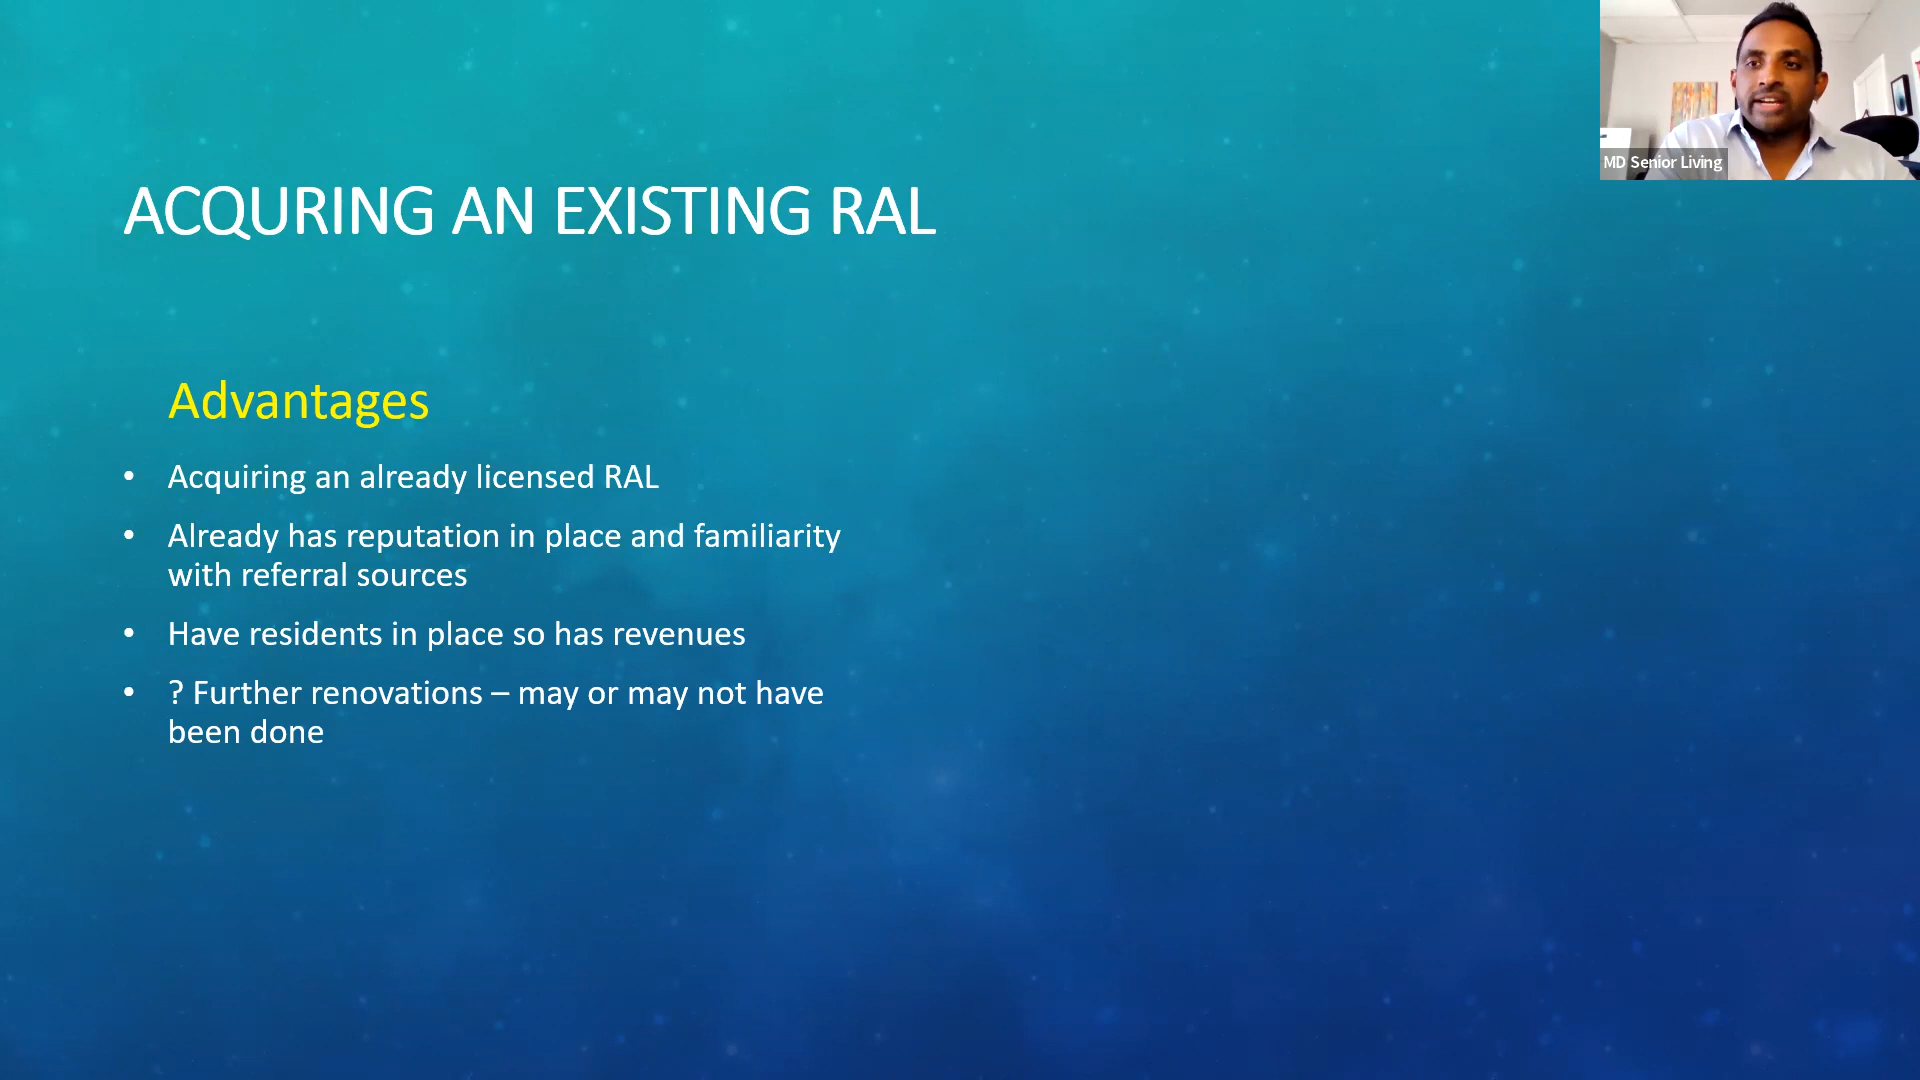 MD Senior Living
ACQURING AN EXISTING RAL
Advantages
• Acquiring an already licensed RAL
• Already has reputation in place and familiarity
with referral sources
• Have residents in place so has revenues
• ? Further renovations – may or may not have
been done